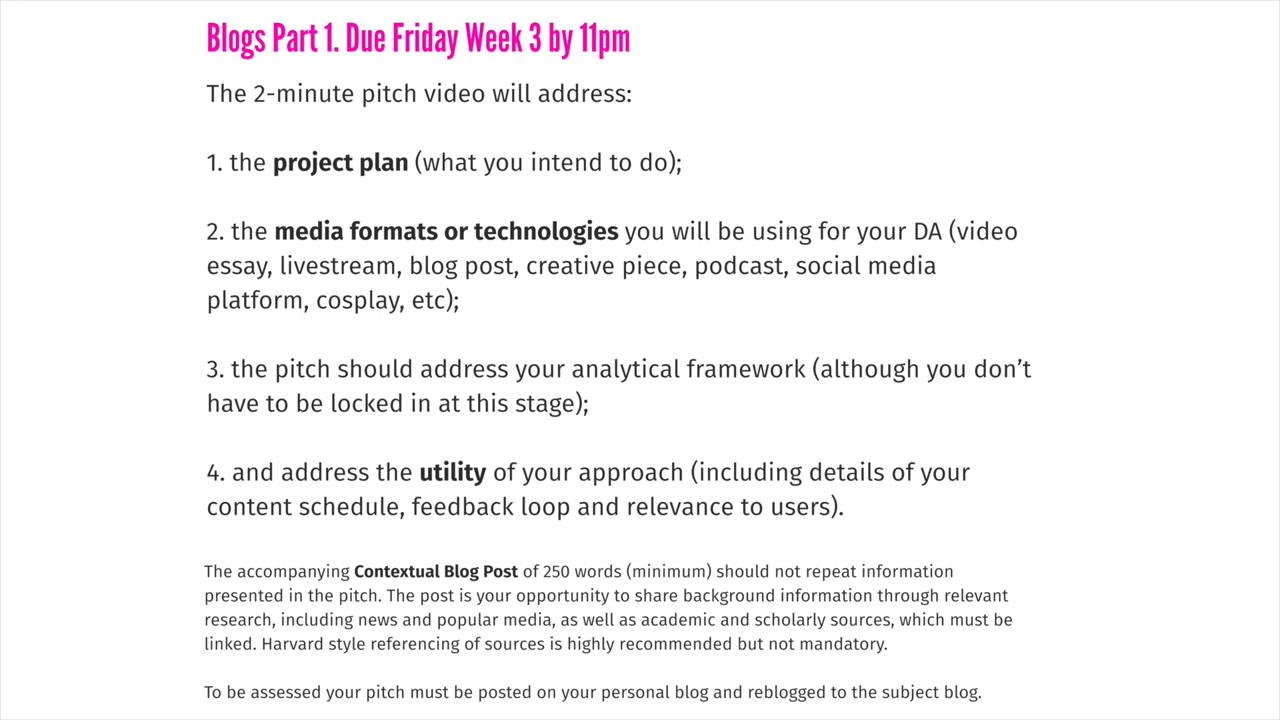 Blogs Part 1. Due Friday Week 3 by 11pm
The 2-minute pitch video will address:
1. the project plan (what you intend to do);
2. the media formats or technologies you will be using for your DA (video
essay, livestream, blog post, creative piece, podcast, social media
platform, cosplay, etc);
3. the pitch should address your analytical framework (although you don’t
have to be locked in at this stage);
4. and address the utility of your approach (including details of your
content schedule, feedback loop and relevance to users).
The accompanying Contextual Blog Post of 250 words (minimum) should not repeat information
presented in the pitch. The post is your opportunity to share background information through relevant
research, including news and popular media, as well as academic and scholarly sources, which must be
linked. Harvard style referencing of sources is highly recommended but not mandatory.
To be assessed your pitch must be posted on your personal blog and reblogged to the subject blog.